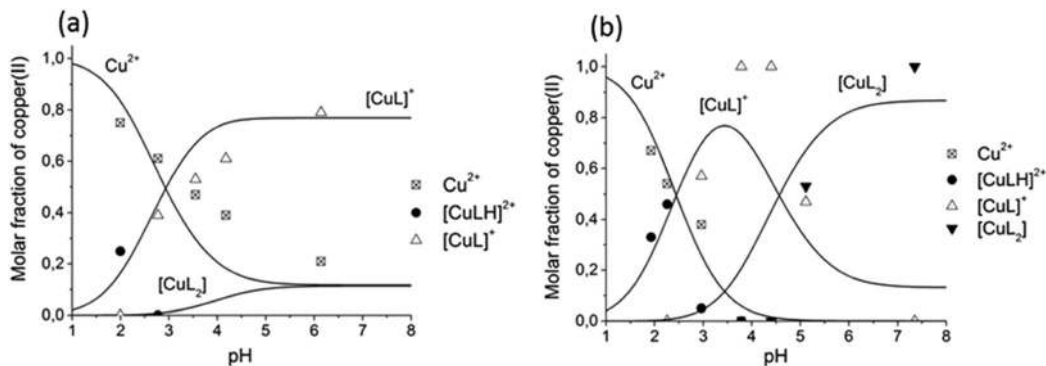 (a)
Molar fraction of copper(II)
1,0
0,8
0,6
0,4
0,2
0,0
Cu²⁺
[CuL]⁺
[CuL₂]
1 2 3 4 5 6 7 8
pH
Cu²⁺
[CuLH]²⁺
[CuL]⁺
(b)
Molar fraction of copper(II)
1,0
0,8
0,6
0,4
0,2
0,0
Cu²⁺
[CuL]⁺
[CuL₂]
1 2 3 4 5 6 7 8
pH
Cu²⁺
[CuLH]²⁺
[CuL]⁺
[CuL₂]